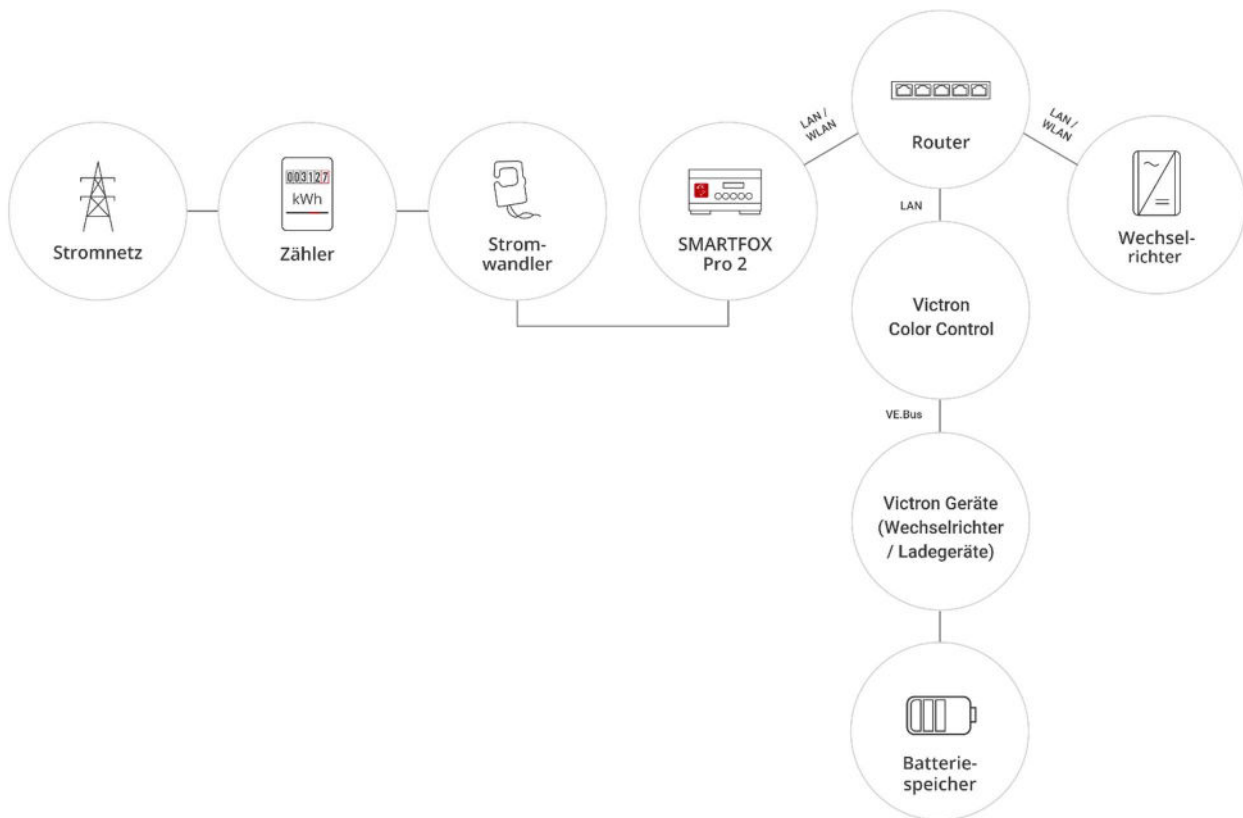 Router
LAN /
WLAN
LAN /
WLAN
003127
kWh
Stromnetz
Zähler
Strom-
wandler
SMARTFOX
Pro 2
LAN
Wechsel-
richter
Victron
Color Control
VE.Bus
Victron Geräte
(Wechselrichter
/ Ladegeräte)
Batterie-
speicher